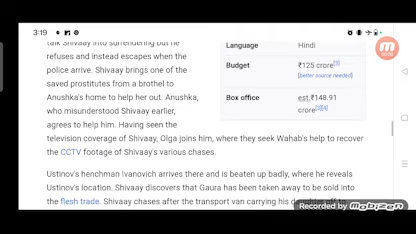 3:19
talk Shivaay into surrendering but he
refuses and instead escapes when the
police arrive. Shivaay brings one of the
saved prostitutes from a brothel to
Anushka's home to help her out. Anushka,
who misunderstood Shivaay earlier,
agrees to help him. Having seen the
television coverage of Shivaay, Olga joins him, where they seek Wahab's help to recover
the CCTV footage of Shivaay's various chases.
Language Hindi
Budget ₹125 crore
[better source needed]
Box office est. ₹148.91
crore
Ustinov's henchman Ivanovich arrives there and is beaten up badly, where he reveals
Ustinov's location. Shivaay discovers that Gaura has been taken away to be sold into
the flesh trade. Shivaay chases after the transport van carrying his daughter off to
Recorded by mobizen